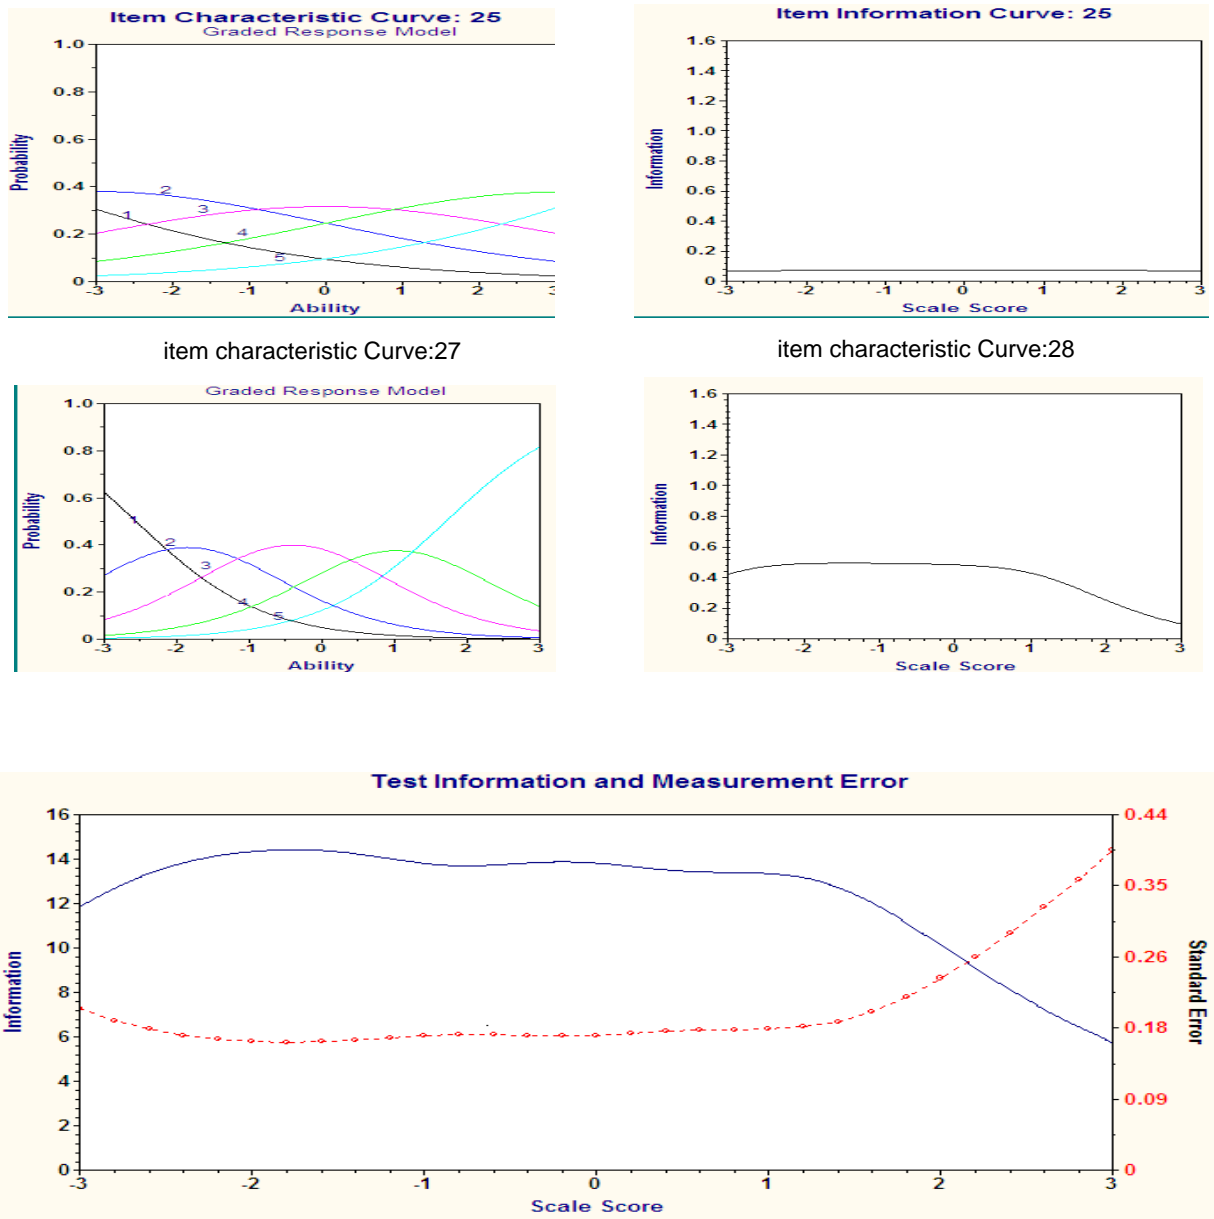 Item Characteristic Curve: 25
Graded Response Model
1.0
0.8
0.6
0.4
0.2
0
Probability
1
2
3
4
5
-3 -2 -1 0 1 2 3
Ability
Item Information Curve: 25
1.6
1.4
1.2
1.0
0.8
0.6
0.4
0.2
0
Information
-3 -2 -1 0 1 2 3
Scale Score
item characteristic Curve:27
item characteristic Curve:28
Graded Response Model
1.0
0.8
0.6
0.4
0.2
0
Probability
1
2
3
4
5
-3 -2 -1 0 1 2 3
Ability
1.6
1.4
1.2
1.0
0.8
0.6
0.4
0.2
0
Information
-3 -2 -1 0 1 2 3
Scale Score
Test Information and Measurement Error
16
14
12
10
8
6
4
2
0
Information
0.44
0.35
0.26
0.18
0.09
0
Standard Error
-3 -2 -1 0 1 2 3
Scale Score